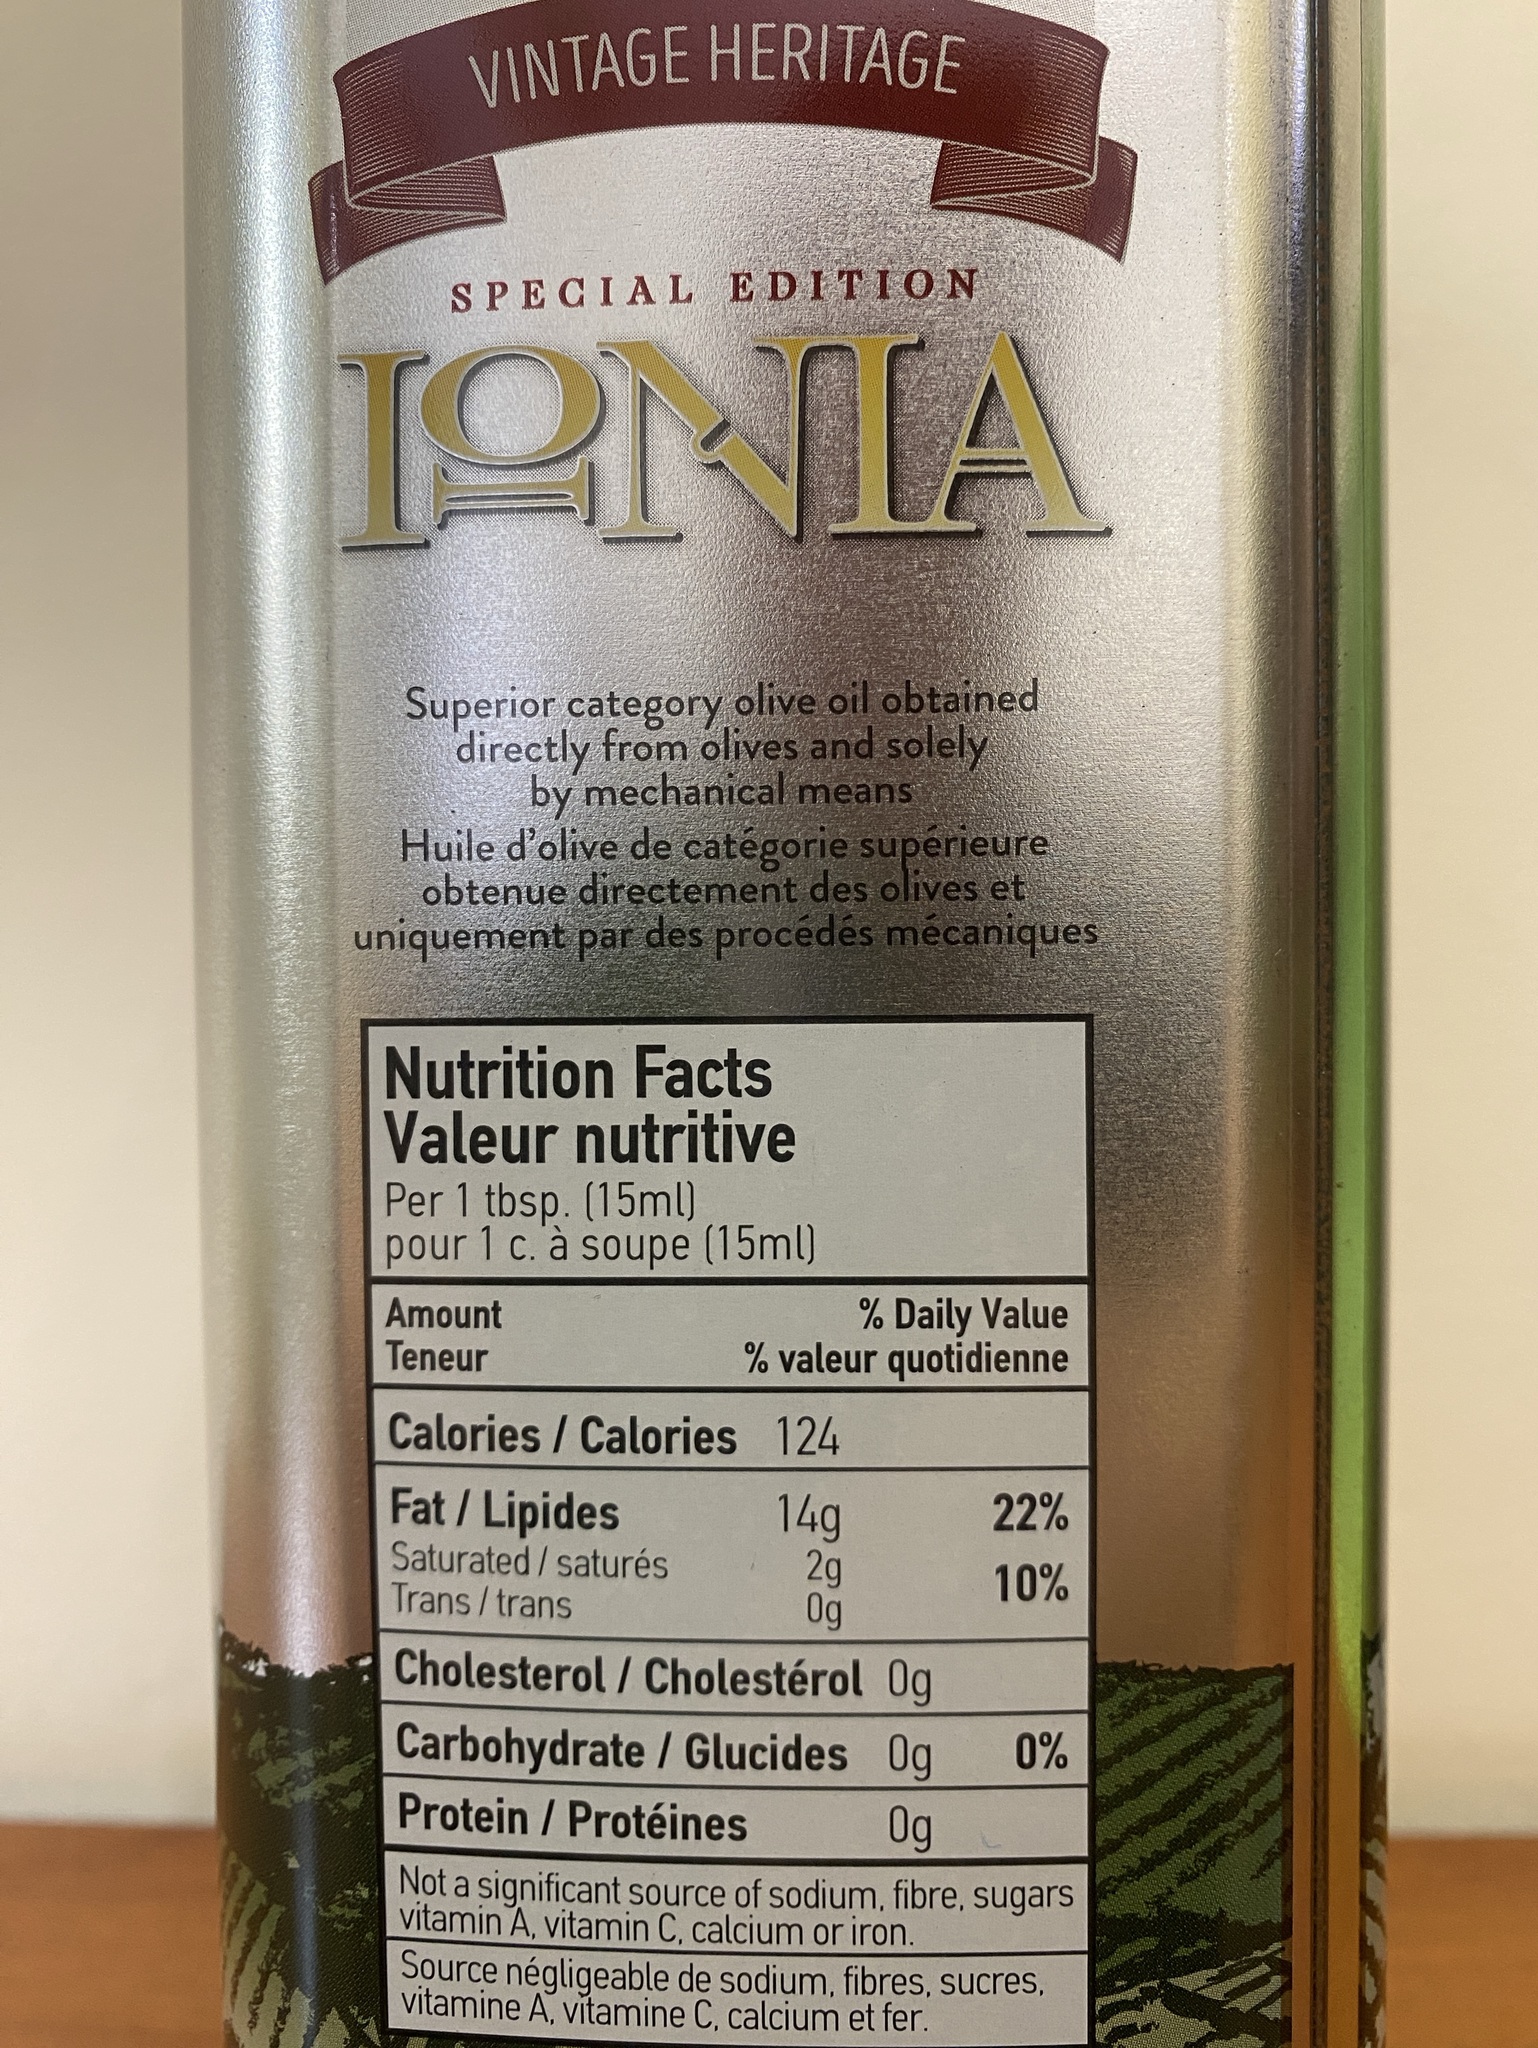 VINTAGE HERITAGE
SPECIAL EDITION
IONIA
Superior category olive oil obtained
directly from olives and solely
by mechanical means
Huile d'olive de catégorie supérieure
obtenue directement des olives et
uniquement par des procédés mécaniques
Nutrition Facts
Valeur nutritive
Per 1 tbsp. (15ml)
pour 1 c. à soupe (15ml)
Amount % Daily Value
Teneur % valeur quotidienne
Calories / Calories 124
Fat / Lipides 14g 22%
Saturated / saturés 2g 10%
Trans / trans 0g
Cholesterol / Cholestérol 0g
Carbohydrate / Glucides 0g 0%
Protein / Protéines 0g
Not a significant source of sodium, fibre, sugars
vitamin A, vitamin C, calcium or iron.
Source négligeable de sodium, fibres, sucres,
vitamine A, vitamine C, calcium et fer.